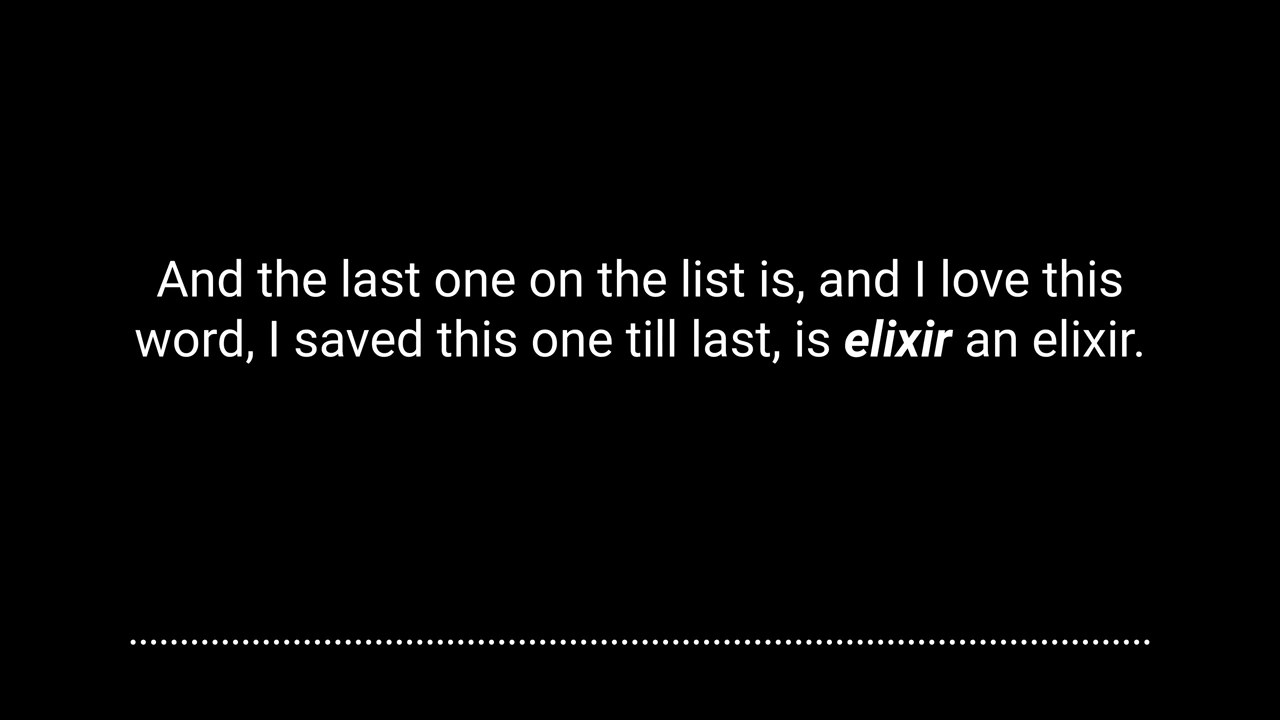 And the last one on the list is, and I love this
word, I saved this one till last, is elixir an elixir.